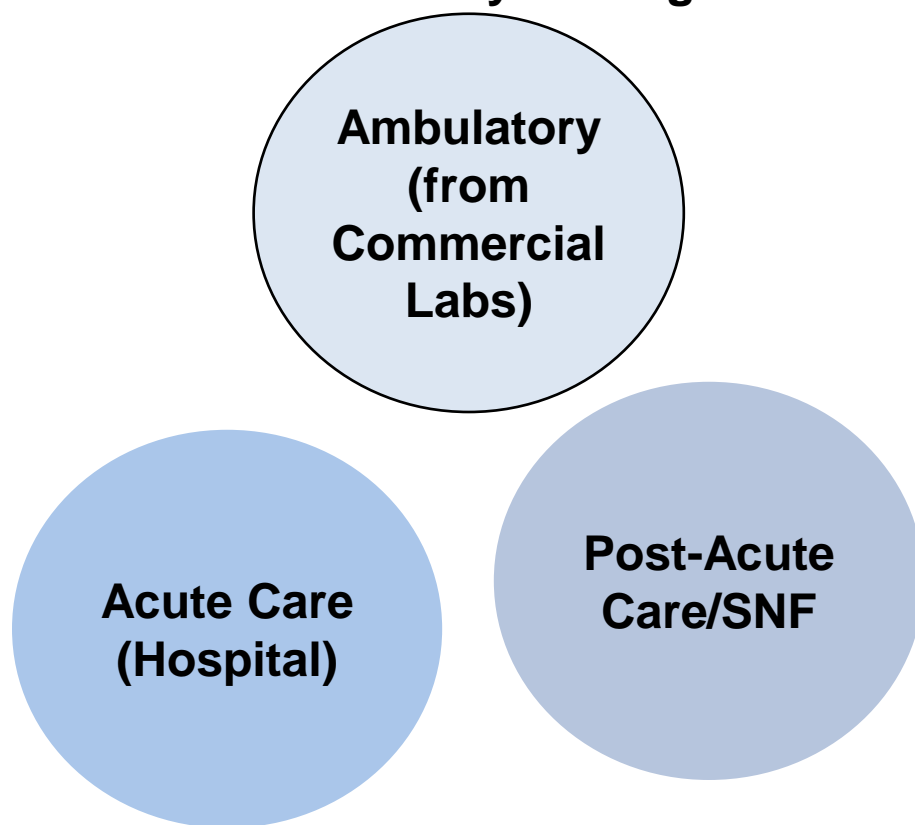 Ambulatory
(from
Commercial
Labs)
Post-Acute
Care/SNF
Acute Care
(Hospital)